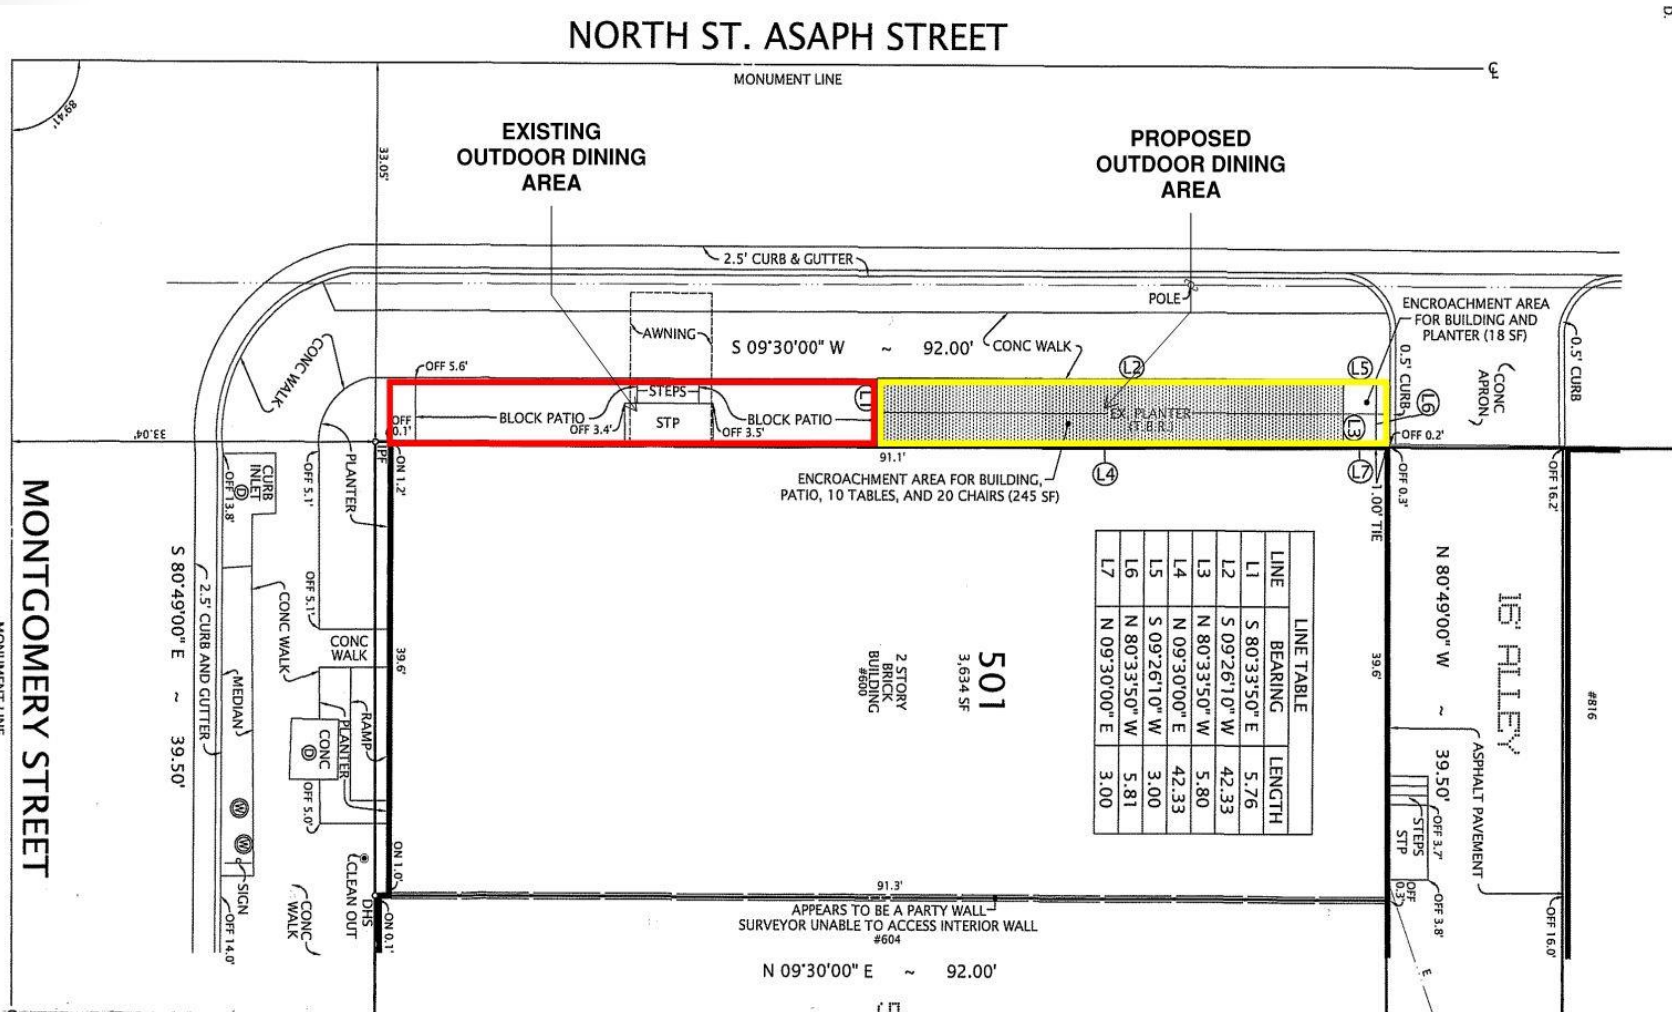 NORTH ST. ASAPH STREET
MONUMENT LINE
89°41'
33.05'
EXISTING
OUTDOOR DINING
AREA
PROPOSED
OUTDOOR DINING
AREA
2.5' CURB & GUTTER
POLE
ENCROACHMENT AREA
FOR BUILDING AND
PLANTER (18 SF)
AWNING
S 09°30'00" W ~ 92.00'
CONC WALK
CONC WALK
L2
L5
0.5' CURB
CONC
APRON
0.5' CURB
OFF 5.6'
STEPS
L1
L6
BLOCK PATIO
BLOCK PATIO
OFF
0.1'
OFF 3.4'
STP
OFF 3.5'
EX. PLANTER
(T.B.R.)
L3
OFF 0.2'
33.04'
IPF
ON 1.2'
91.1'
L4
L7
1.00' TIE
OFF 0.3'
OFF 16.2'
ENCROACHMENT AREA FOR BUILDING,
PATIO, 10 TABLES, AND 20 CHAIRS (245 SF)
PLANTER
OFF 5.1'
CURB
INLET
D
OFF 13.8'
MONTGOMERY STREET
MONUMENT LINE
S 80°49'00" E ~ 39.50'
2.5' CURB AND GUTTER
CONC WALK
OFF 5.1'
CONC
WALK
39.6'
MEDIAN
RAMP
PLANTER
CONC
D
OFF 5.0'
W
W
SIGN
OFF 14.0'
CONC
WALK
CLEAN OUT
DHS
ON 1.0'
ON 0.1'
501
3,634 SF
2 STORY
BRICK
BUILDING
#600
LINE TABLE
LINE BEARING LENGTH
L1 S 80°33'50" E 5.76
L2 S 09°26'10" W 42.33
L3 N 80°33'50" W 5.80
L4 N 09°30'00" E 42.33
L5 S 09°26'10" W 3.00
L6 N 80°33'50" W 5.81
L7 N 09°30'00" E 3.00
39.6'
N 80°49'00" W ~ 39.50'
16' ALLEY
#816
ASPHALT PAVEMENT
STEPS
STP
OFF 3.7'
OFF
0.3'
OFF 3.8'
OFF 16.0'
E
91.3'
APPEARS TO BE A PARTY WALL
SURVEYOR UNABLE TO ACCESS INTERIOR WALL
#604
N 09°30'00" E ~ 92.00'